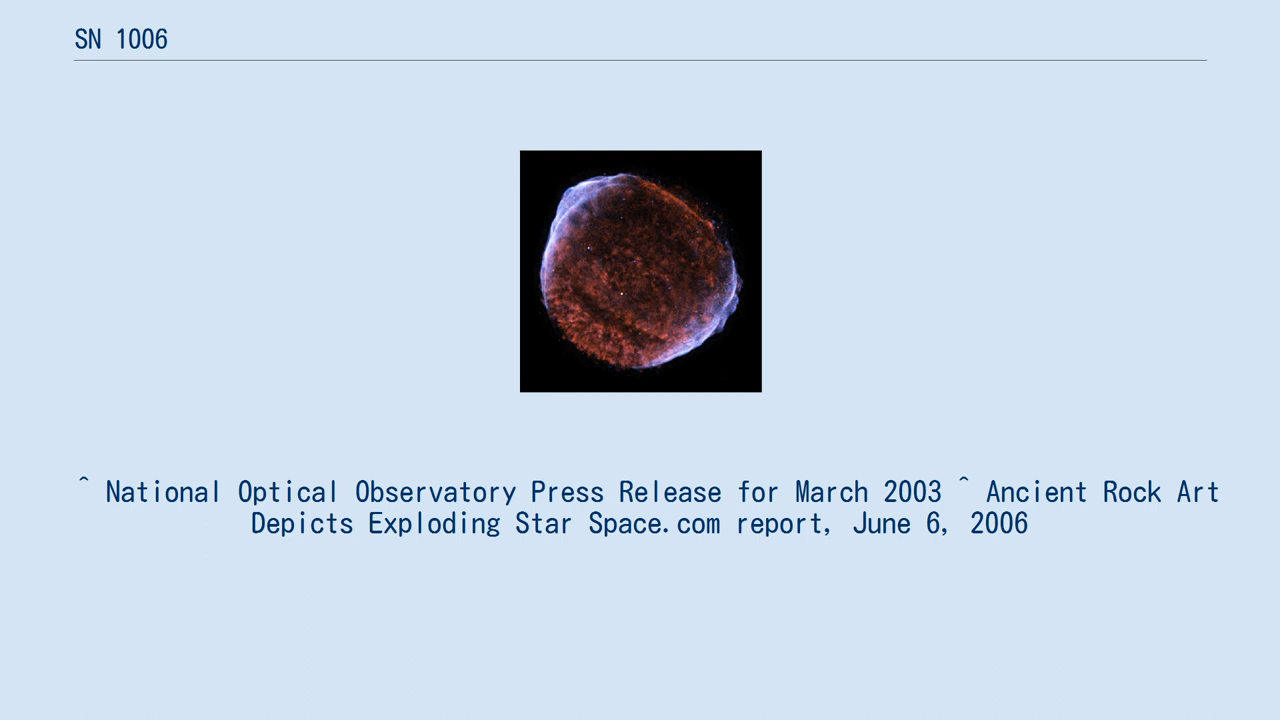 SN 1006
^ National Optical Observatory Press Release for March 2003 ^ Ancient Rock Art
Depicts Exploding Star Space.com report, June 6, 2006